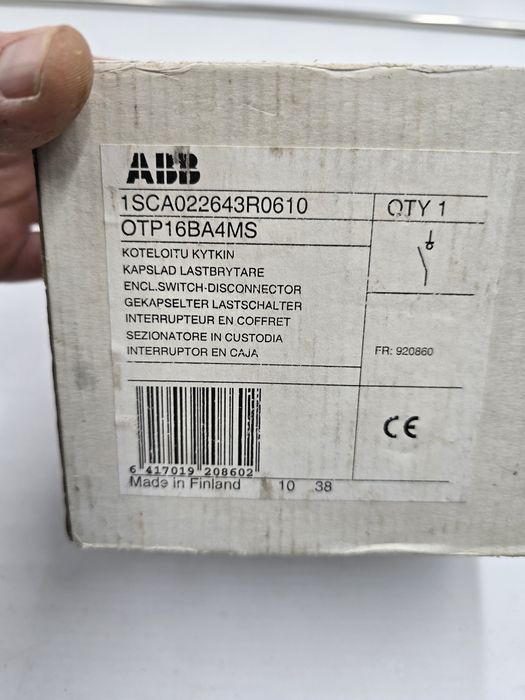 ABB
1SCA022643R0610
QTY 1
OTP16BA4MS
KOTELOITU KYTKIN
KAPSLAD LASTBRYTARE
ENCL.SWITCH-DISCONNECTOR
GEKAPSELTER LASTSCHALTER
INTERRUPTEUR EN COFFRET
SEZIONATORE IN CUSTODIA
INTERRUPTOR EN CAJA
FR: 920860
CE
6 417019 208602
Made in Finland 10 38